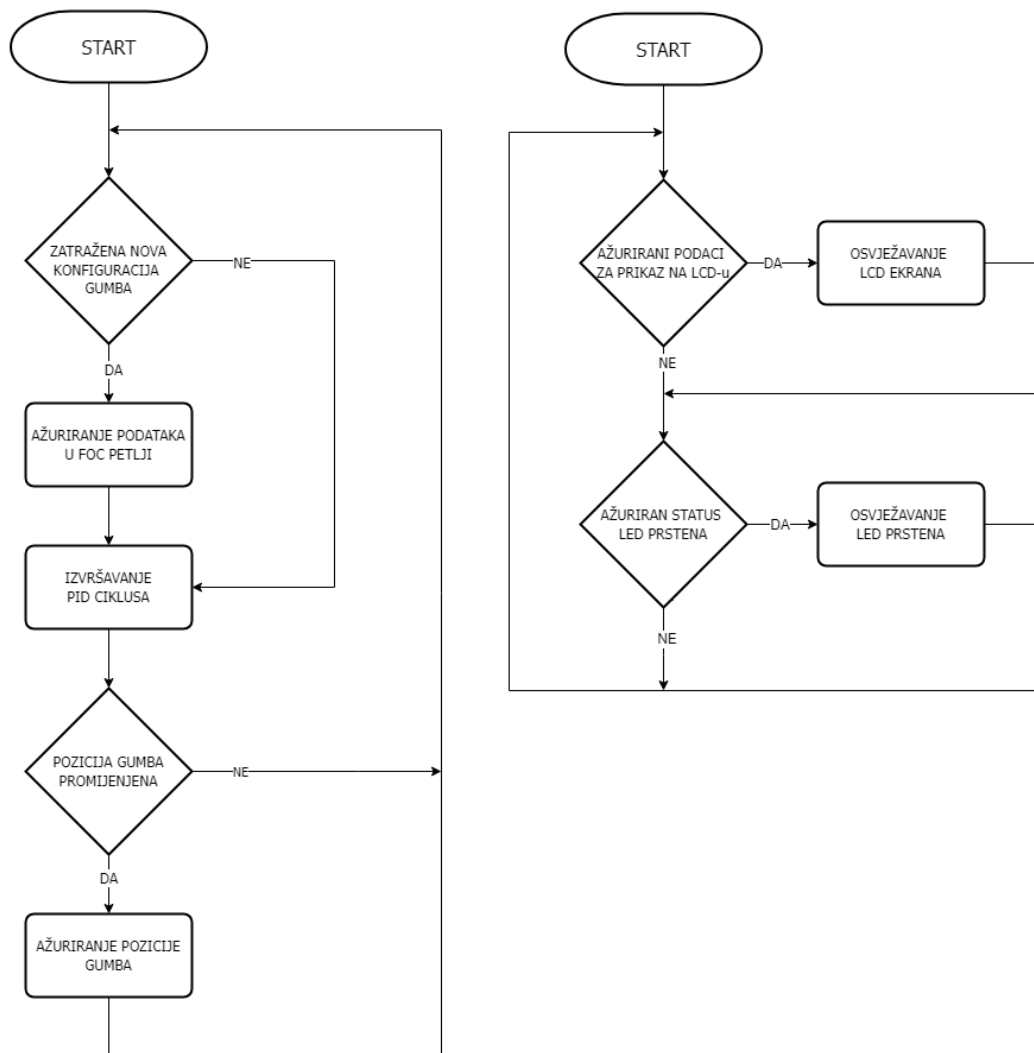 START
ZATRAŽENA NOVA
KONFIGURACIJA
GUMBA
NE
DA
AŽURIRANJE PODATAKA
U FOC PETLJI
IZVRŠAVANJE
PID CIKLUSA
POZICIJA GUMBA
PROMIJENJENA
NE
DA
AŽURIRANJE POZICIJE
GUMBA
START
AŽURIRANI PODACI
ZA PRIKAZ NA LCD-u
DA
OSVJEŽAVANJE
LCD EKRANA
NE
AŽURIRAN STATUS
LED PRSTENA
DA
OSVJEŽAVANJE
LED PRSTENA
NE